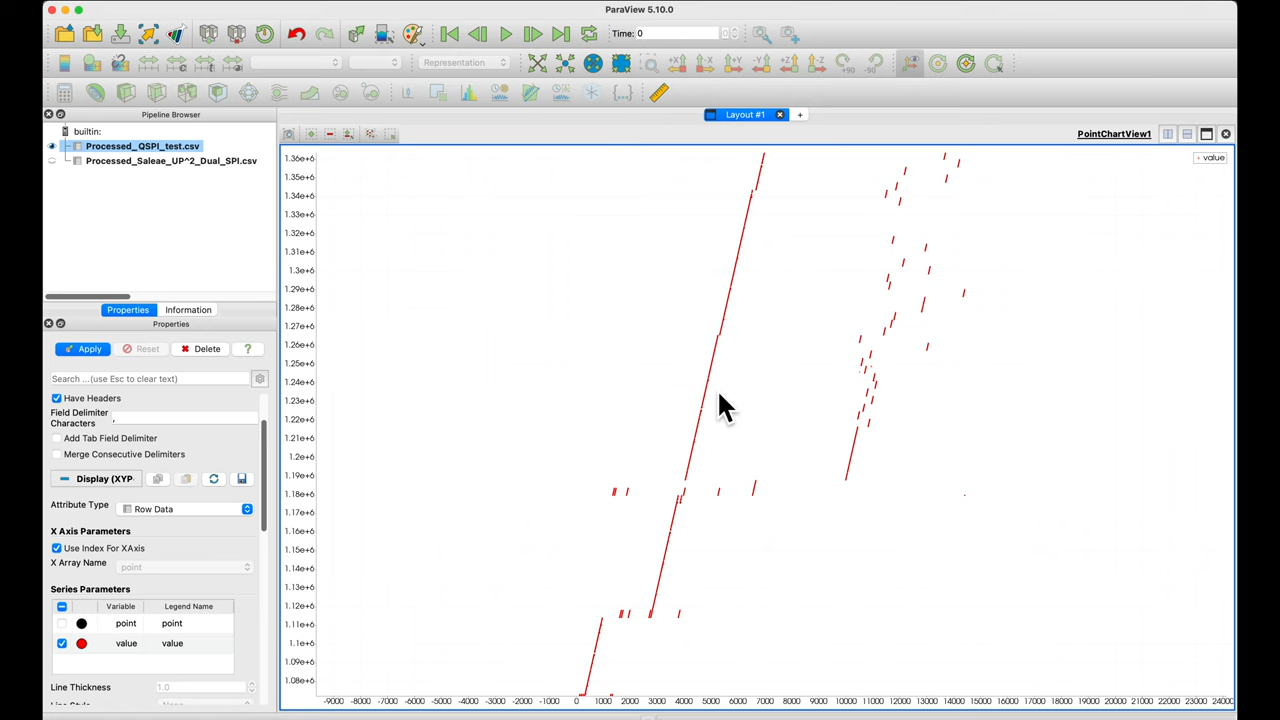 ParaView 5.10.0
Time: 0
0
Representation
+X -X +Y -Y +Z -Z +90 -90
Pipeline Browser
builtin:
Processed_QSPI_test.csv
Processed_Saleae_UP^2_Dual_SPI.csv
Properties Information
Properties
Apply Reset Delete ?
Search ...(use Esc to clear text)
Have Headers
Field Delimiter
Characters ,
Add Tab Field Delimiter
Merge Consecutive Delimiters
Display (XYP
Attribute Type Row Data
X Axis Parameters
Use Index For XAxis
X Array Name point
Series Parameters
Variable Legend Name
point point
value value
Line Thickness 1.0
Layout #1 +
PointChartView1
value
1.36e+6
1.35e+6
1.34e+6
1.33e+6
1.32e+6
1.31e+6
1.3e+6
1.29e+6
1.28e+6
1.27e+6
1.26e+6
1.25e+6
1.24e+6
1.23e+6
1.22e+6
1.21e+6
1.2e+6
1.19e+6
1.18e+6
1.17e+6
1.16e+6
1.15e+6
1.14e+6
1.13e+6
1.12e+6
1.11e+6
1.1e+6
1.09e+6
1.08e+6
-9000 -8000 -7000 -6000 -5000 -4000 -3000 -2000 -1000 0 1000 2000 3000 4000 5000 6000 7000 8000 9000 10000 11000 12000 13000 14000 15000 16000 17000 18000 19000 20000 21000 22000 23000 24000